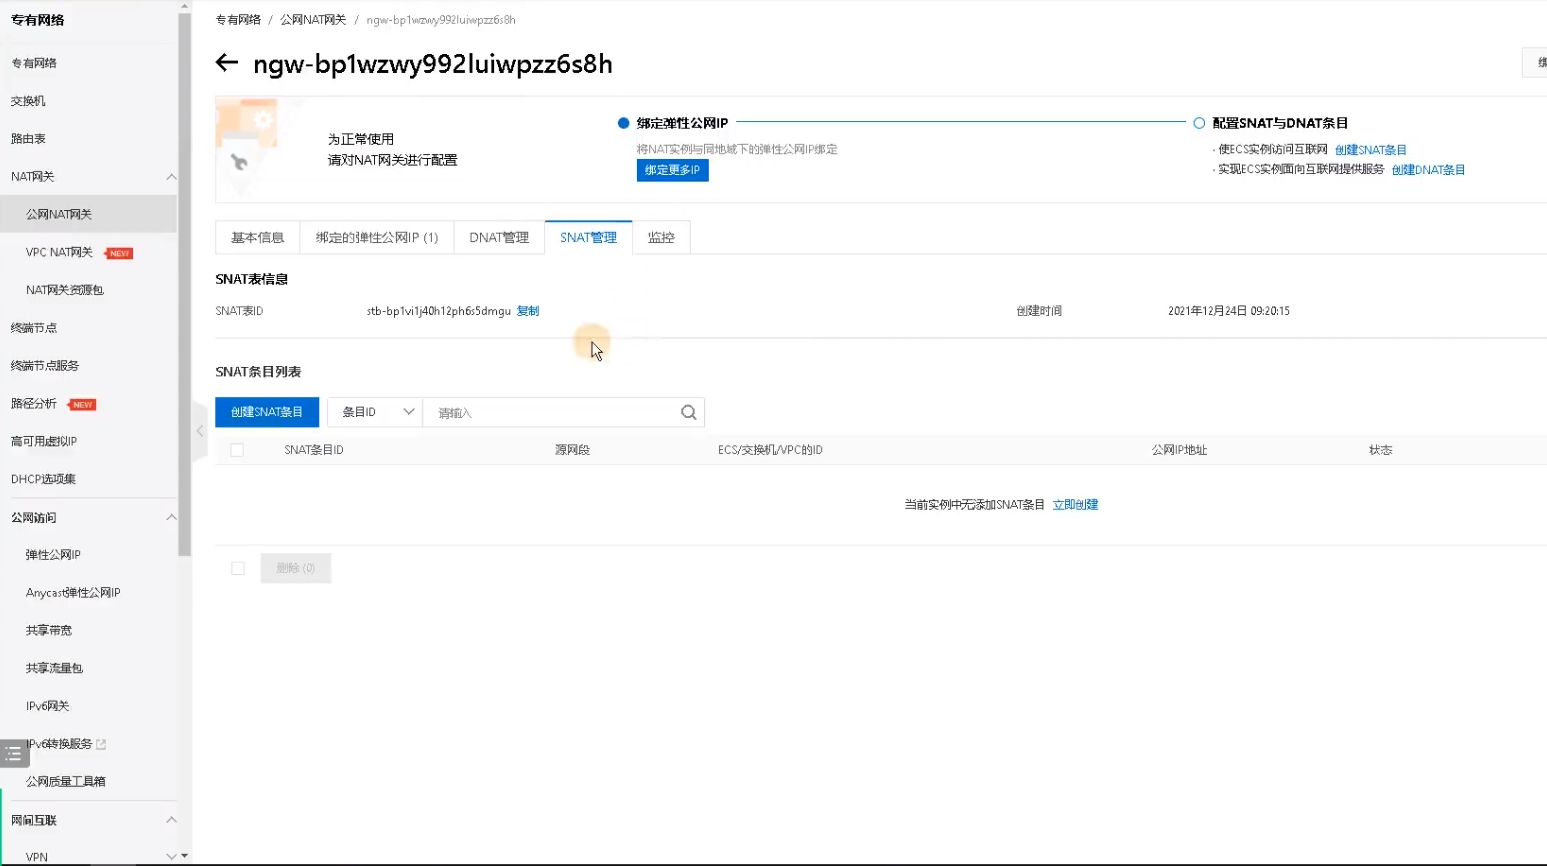 专有网络
专有网络
交换机
路由表
NAT网关
公网NAT网关
VPC NAT网关 NEW
NAT网关资源包
终端节点
终端节点服务
路径分析 NEW
高可用虚拟IP
DHCP选项集
公网访问
弹性公网IP
Anycast弹性公网IP
共享带宽
共享流量包
IPv6网关
IPv6转换服务
公网质量工具箱
网间互联
VPN
专有网络 / 公网NAT网关 / ngw-bp1wzwy992luiwpzz6s8h
ngw-bp1wzwy992luiwpzz6s8h
为正常使用
请对NAT网关进行配置
绑定弹性公网IP
将NAT实例与同地域下的弹性公网IP绑定
绑定更多IP
配置SNAT与DNAT条目
· 使ECS实例访问互联网 创建SNAT条目
· 实现ECS实例面向互联网提供服务 创建DNAT条目
基本信息 绑定的弹性公网IP (1) DNAT管理 SNAT管理 监控
SNAT表信息
SNAT表ID stb-bp1vi1j40h12ph6s5dmgu 复制 创建时间 2021年12月24日 09:20:15
SNAT条目列表
创建SNAT条目 条目ID 请输入
SNAT条目ID 源网段 ECS/交换机/VPC的ID 公网IP地址 状态
当前实例中无添加SNAT条目 立即创建
删除 (0)